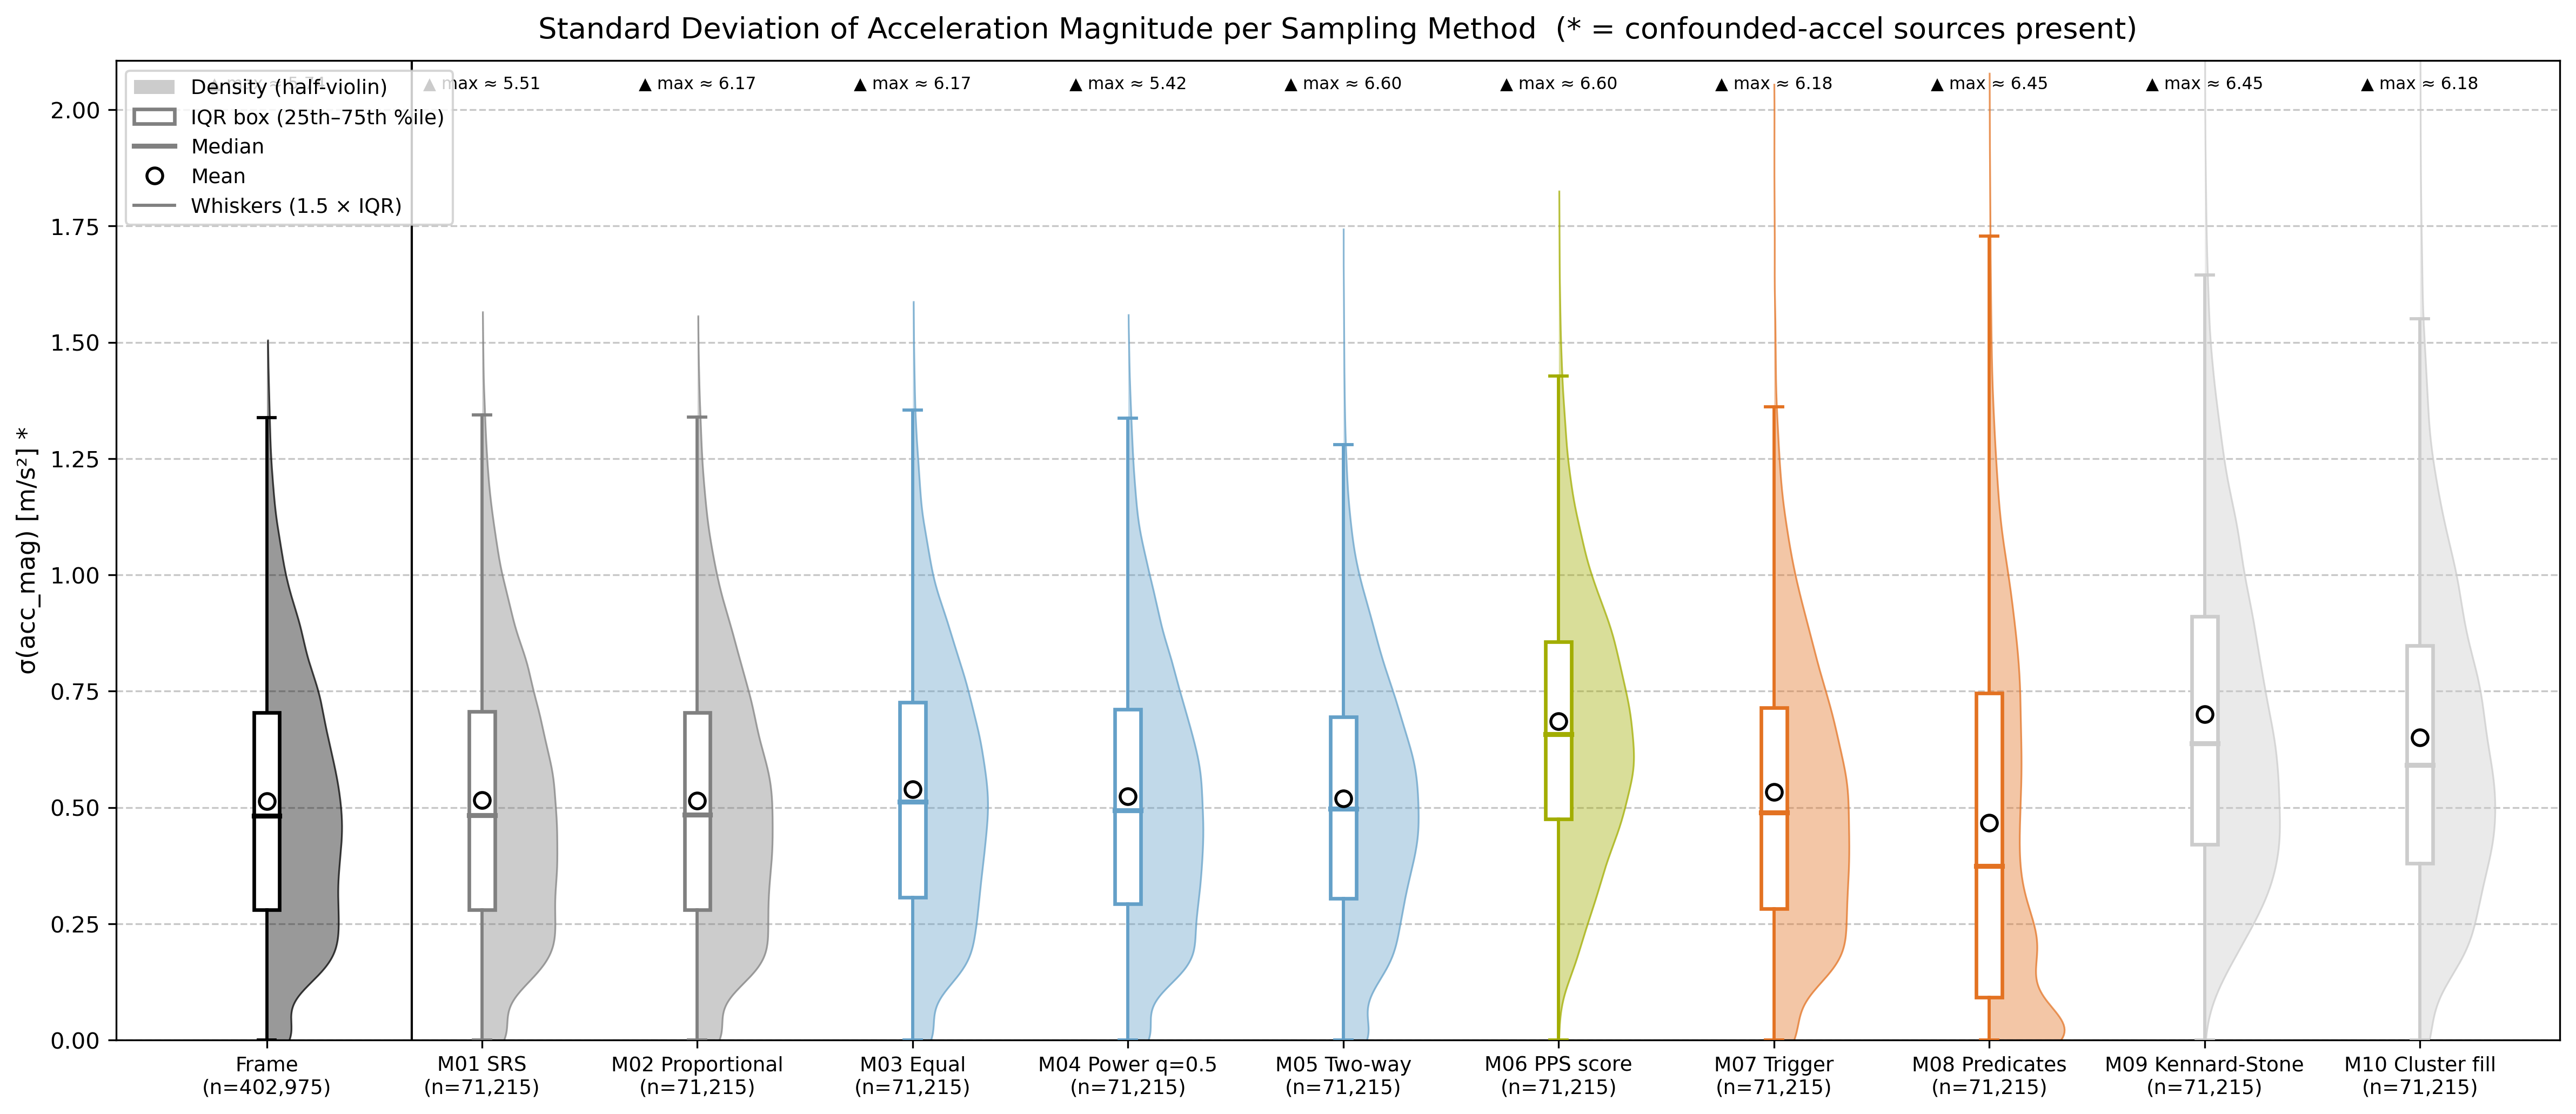 Standard Deviation of Acceleration Magnitude per Sampling Method  (* = confounded-accel sources present)
▲ max ≈ 5.51
▲ max ≈ 6.17
▲ max ≈ 6.17
▲ max ≈ 5.42
▲ max ≈ 6.60
▲ max ≈ 6.60
▲ max ≈ 6.18
▲ max ≈ 6.45
▲ max ≈ 6.45
▲ max ≈ 6.18
Density (half-violin)
IQR box (25th–75th %ile)
Median
Mean
Whiskers (1.5 × IQR)
σ(acc_mag) [m/s²] *
2.00
1.75
1.50
1.25
1.00
0.75
0.50
0.25
0.00
Frame
(n=402,975)
M01 SRS
(n=71,215)
M02 Proportional
(n=71,215)
M03 Equal
(n=71,215)
M04 Power q=0.5
(n=71,215)
M05 Two-way
(n=71,215)
M06 PPS score
(n=71,215)
M07 Trigger
(n=71,215)
M08 Predicates
(n=71,215)
M09 Kennard-Stone
(n=71,215)
M10 Cluster fill
(n=71,215)